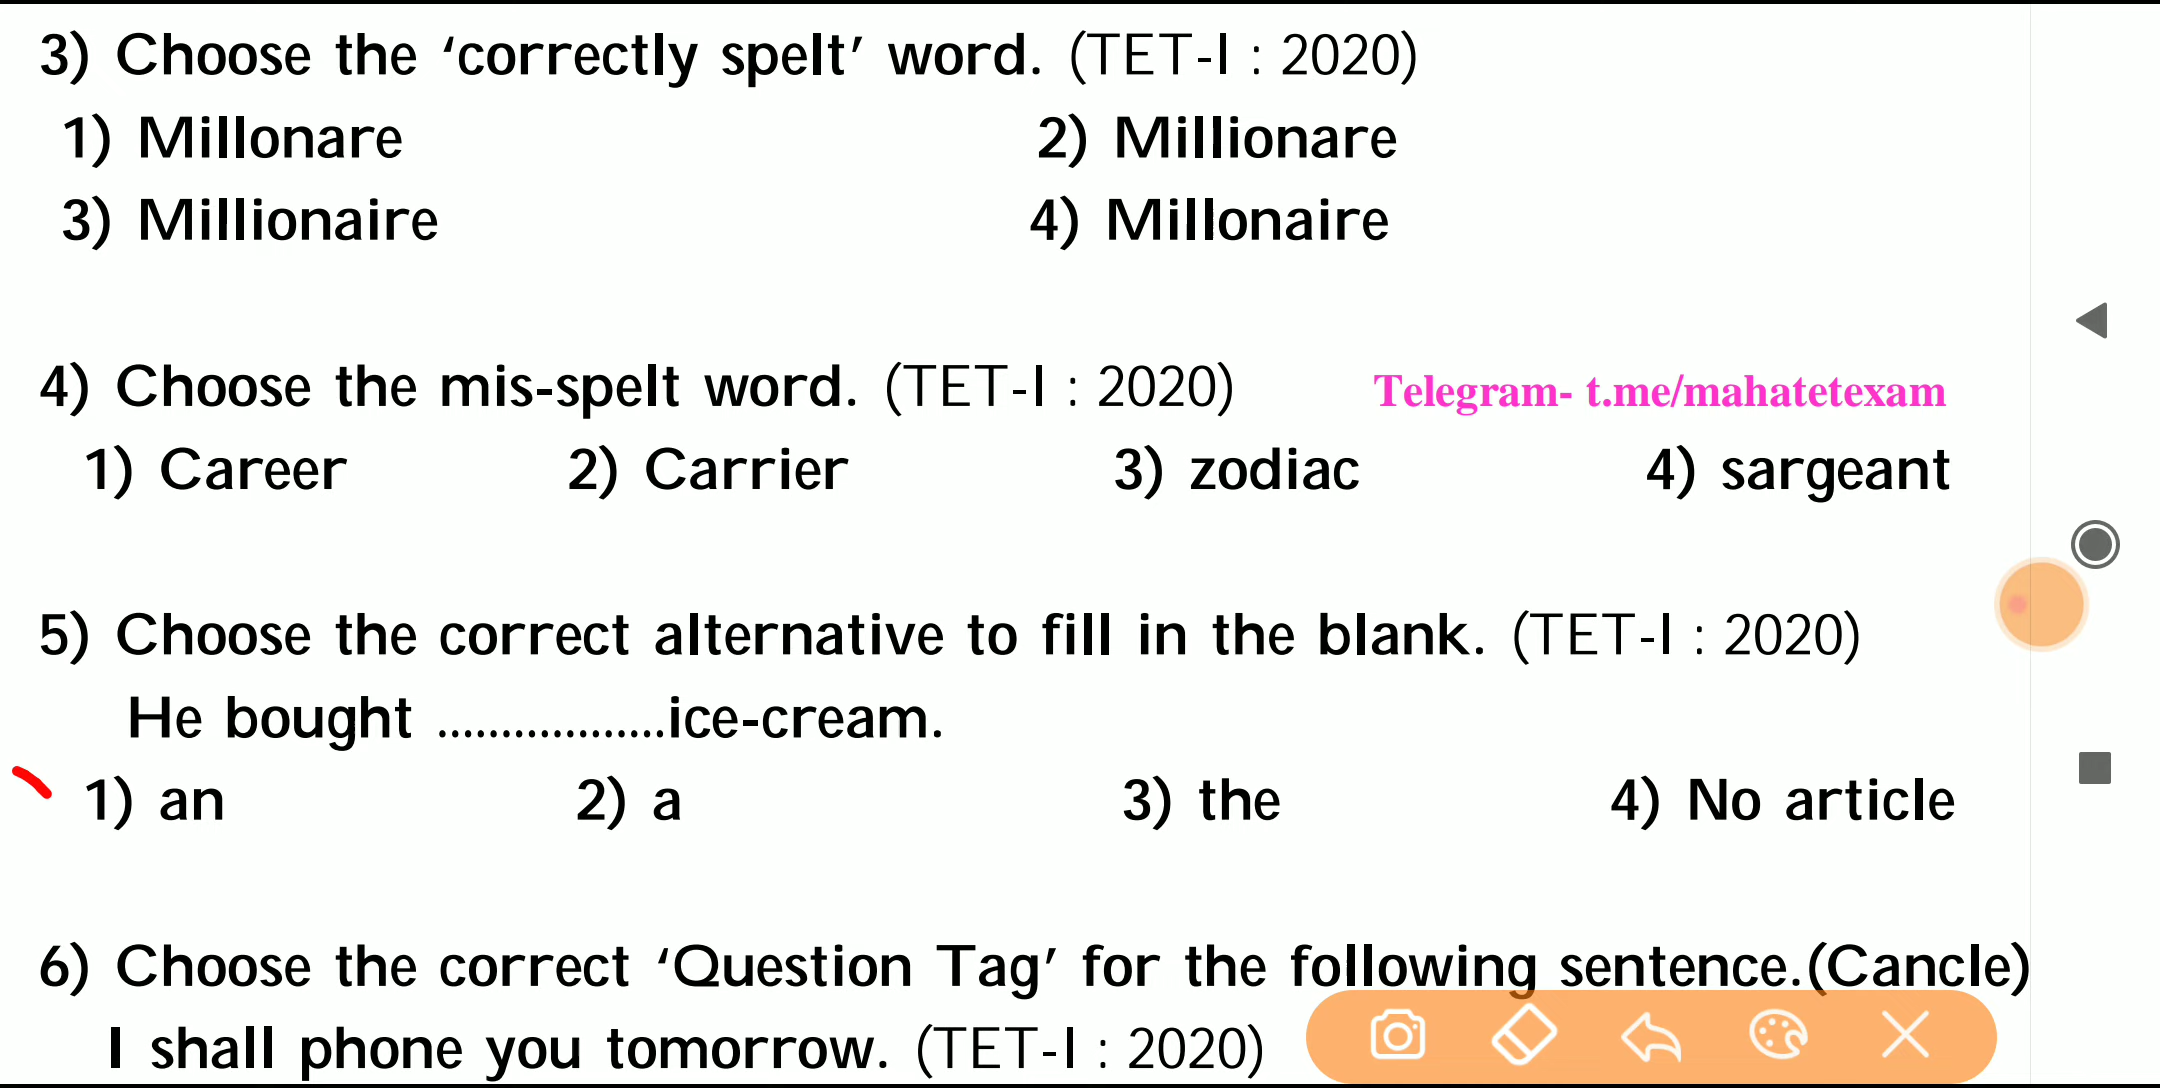 3) Choose the ‘correctly spelt’ word. (TET-I : 2020)
1) Millonare 2) Millionare
3) Millionaire 4) Millonaire
4) Choose the mis-spelt word. (TET-I : 2020) Telegram- t.me/mahatetexam
1) Career 2) Carrier 3) zodiac 4) sargeant
5) Choose the correct alternative to fill in the blank. (TET-I : 2020)
He bought ..................ice-cream.
1) an 2) a 3) the 4) No article
6) Choose the correct ‘Question Tag’ for the following sentence.(Cancle)
I shall phone you tomorrow. (TET-I : 2020)